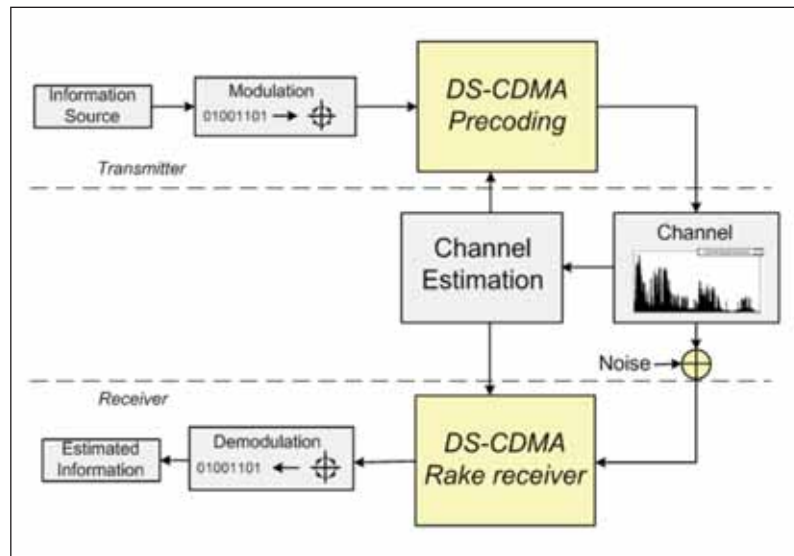 Information
Source
Modulation
01001101
DS-CDMA
Precoding
Transmitter
Channel
Estimation
Channel
Noise
Receiver
Estimated
Information
Demodulation
01001101
DS-CDMA
Rake receiver